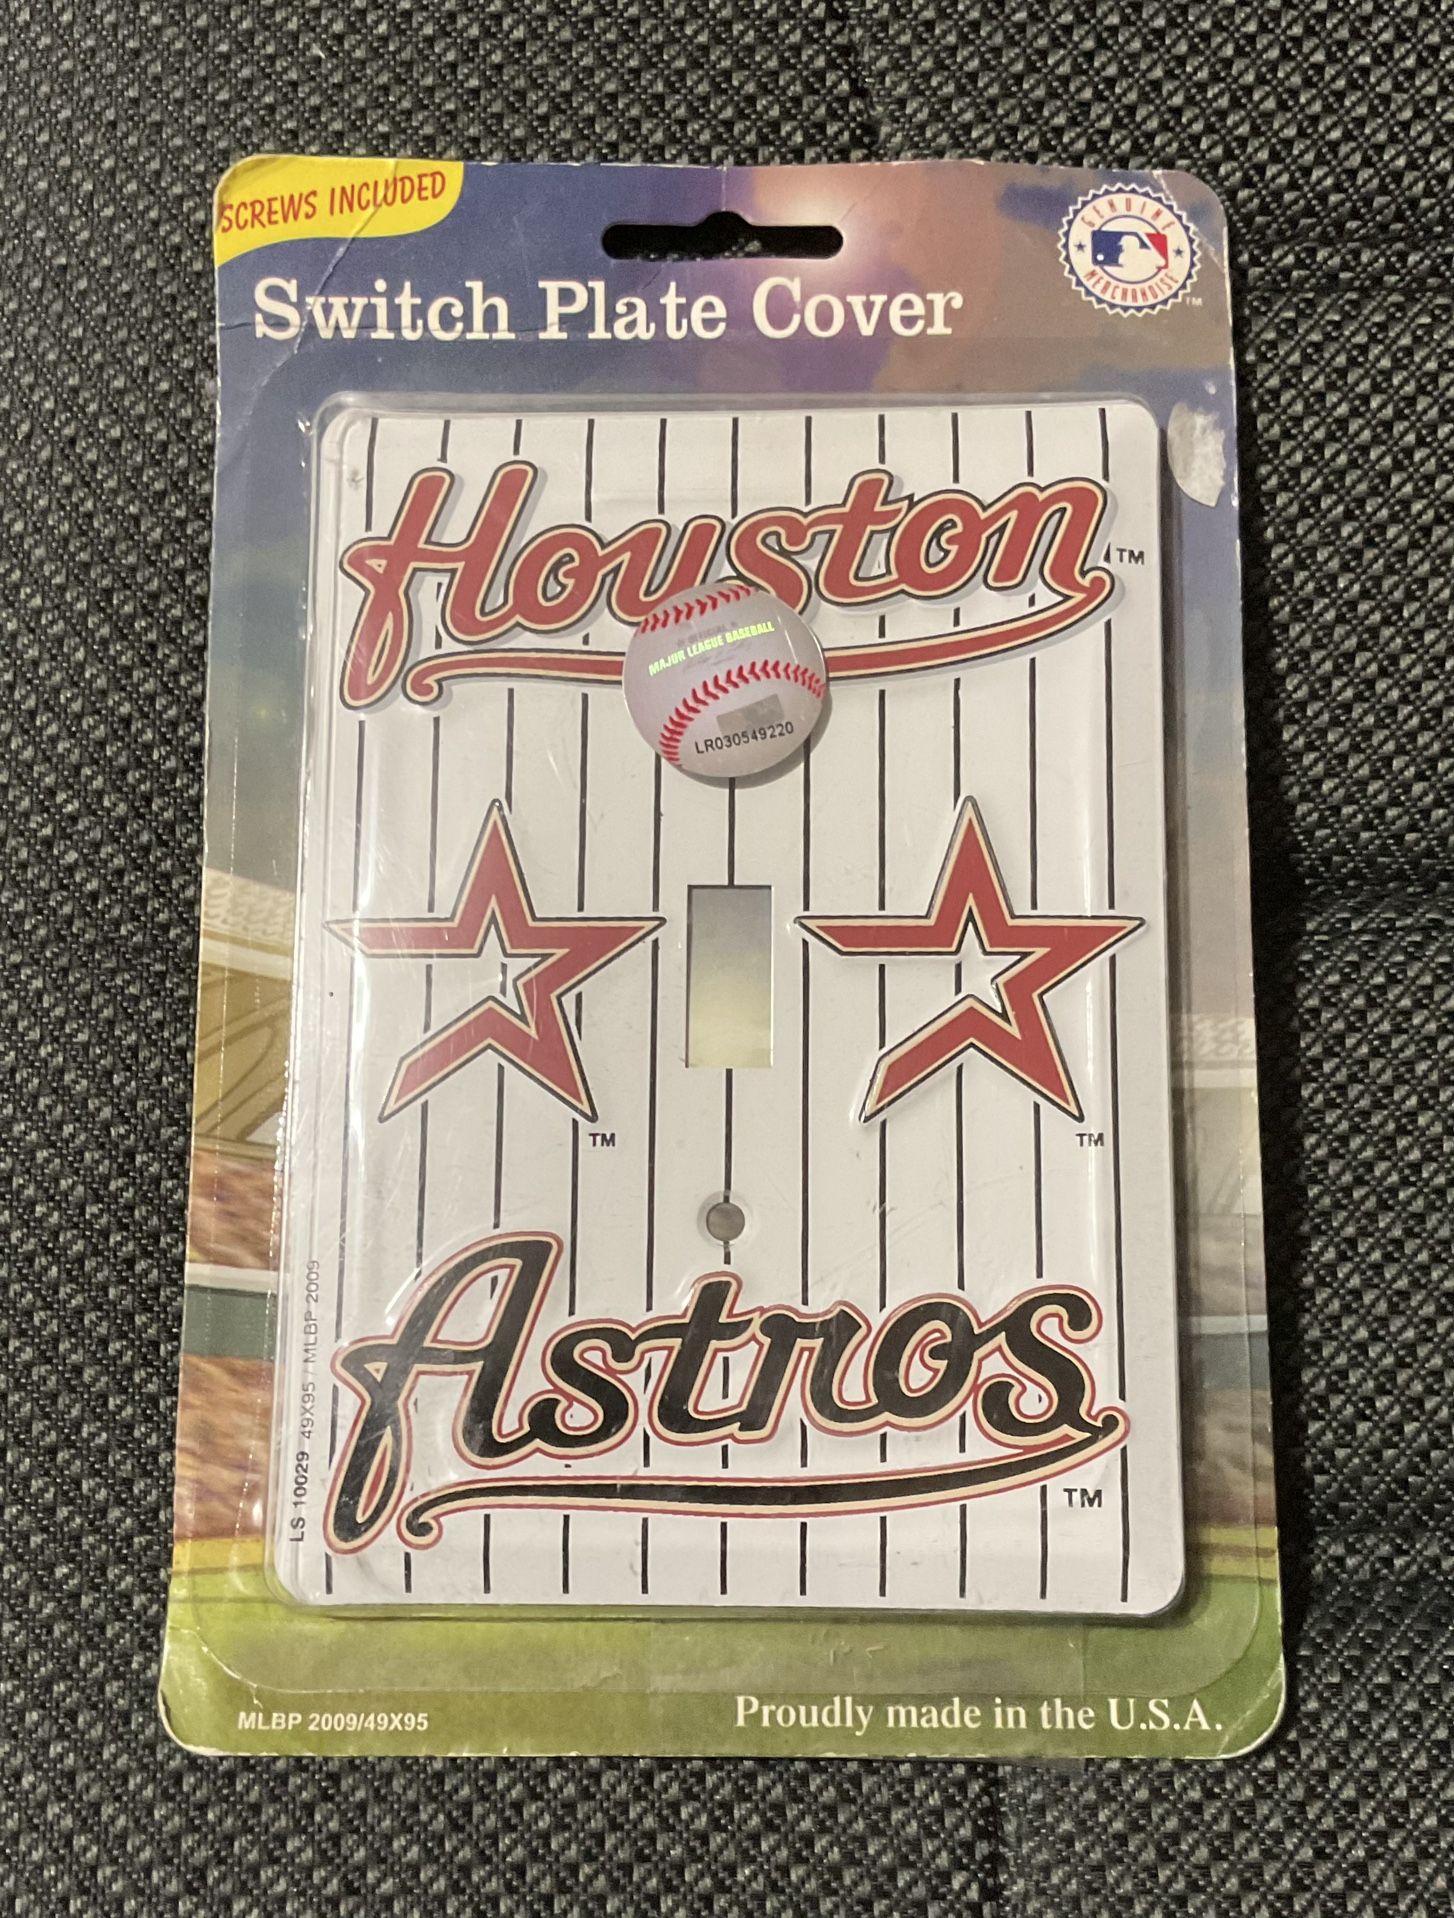 SCREWS INCLUDED
GENUINE
MERCHANDISE
TM
Switch Plate Cover
Houston
TM
MAJOR LEAGUE BASEBALL
LR030549220
TM
TM
Astros
TM
LS 10029 49X95 / MLBP 2009
MLBP 2009/49X95
Proudly made in the U.S.A.